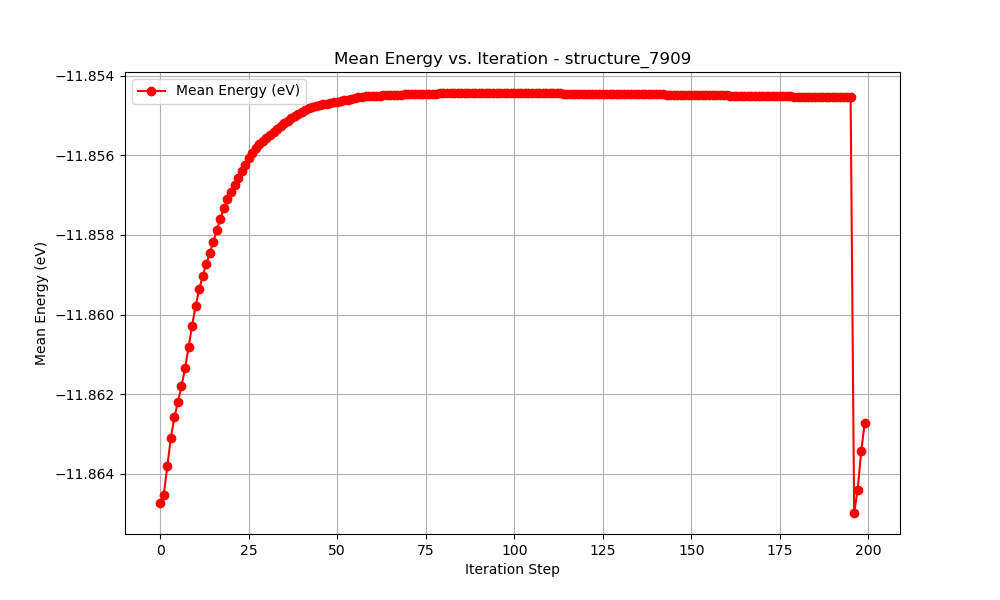 Mean Energy vs. Iteration - structure_7909
Mean Energy (eV)
Mean Energy (eV)
−11.854
−11.856
−11.858
−11.860
−11.862
−11.864
0 25 50 75 100 125 150 175 200
Iteration Step